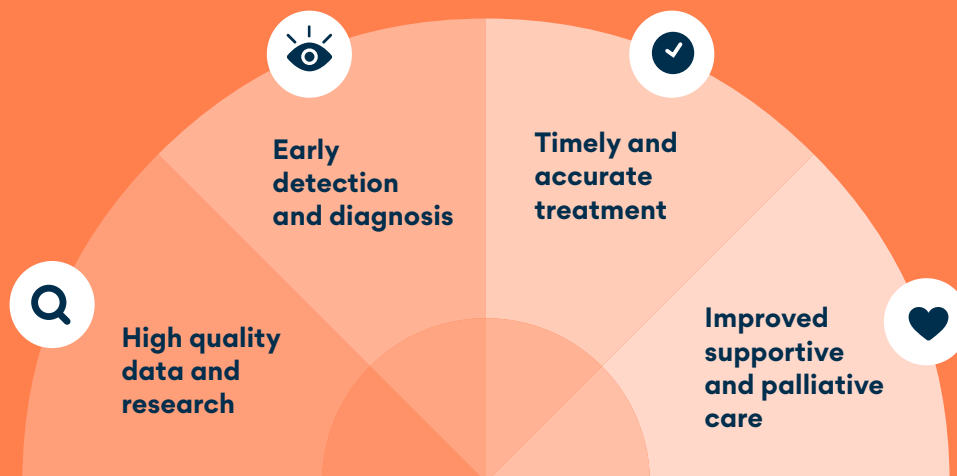 High quality
data and
research
Early
detection
and diagnosis
Timely and
accurate
treatment
Improved
supportive
and palliative
care